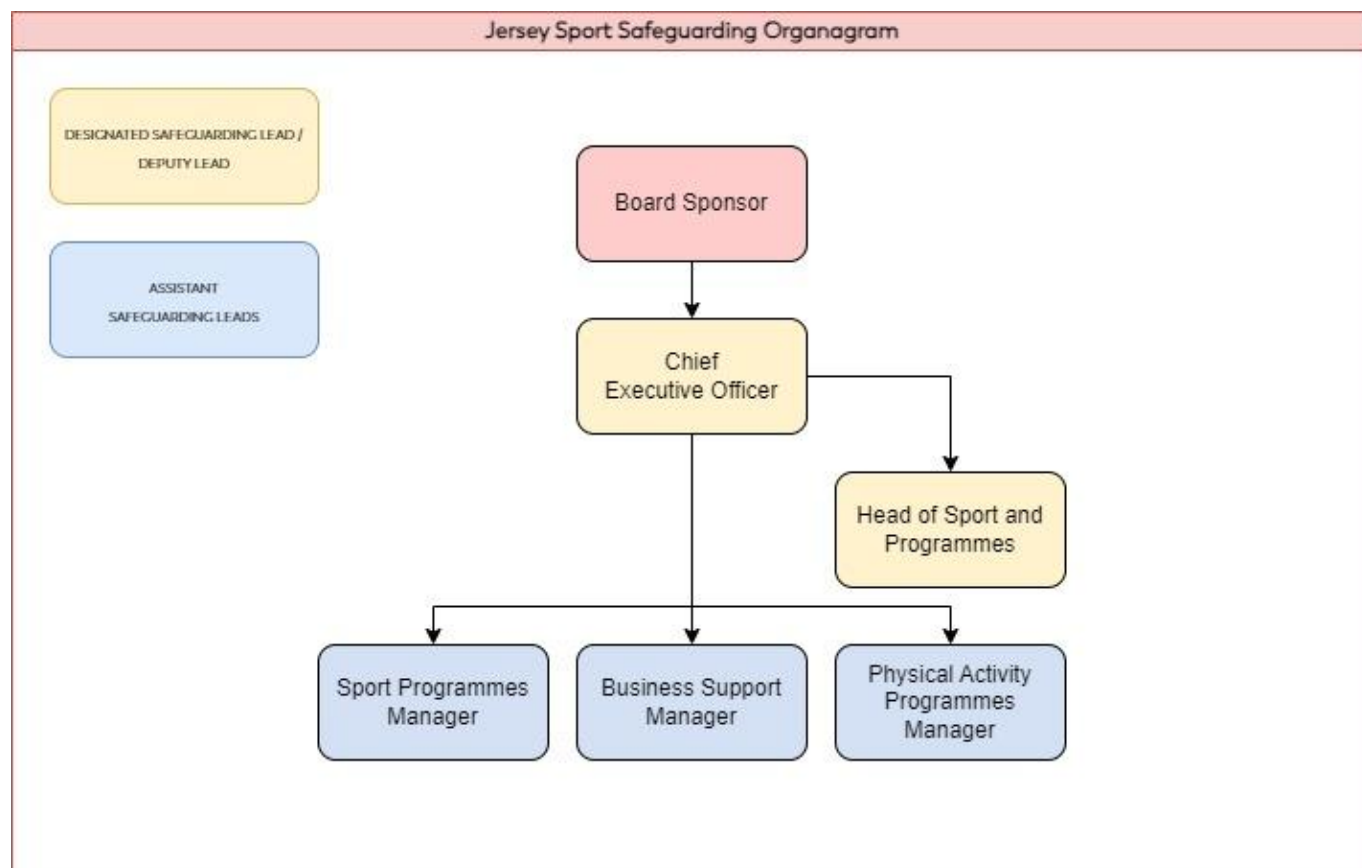 Jersey Sport Safeguarding Organagram
DESIGNATED SAFEGUARDING LEAD /
DEPUTY LEAD
ASSISTANT
SAFEGUARDING LEADS
Board Sponsor
Chief
Executive Officer
Head of Sport and
Programmes
Sport Programmes
Manager
Business Support
Manager
Physical Activity
Programmes
Manager